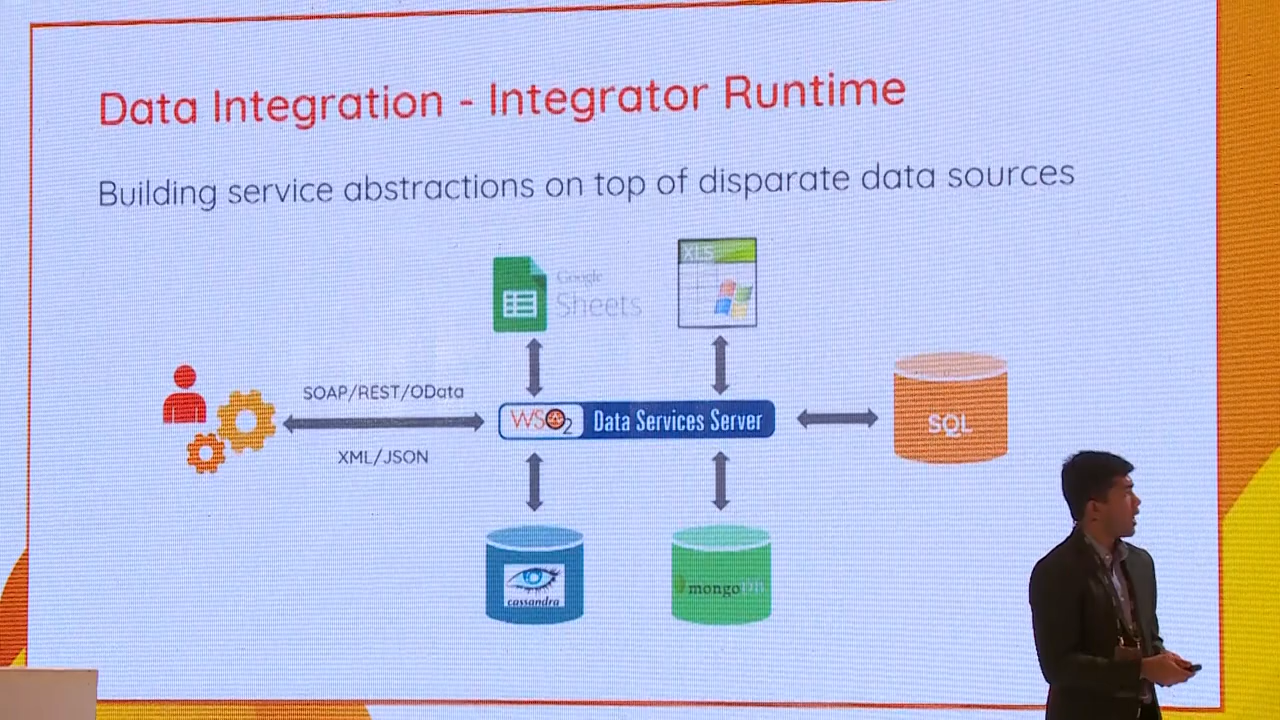 Data Integration - Integrator Runtime
Building service abstractions on top of disparate data sources
Google
Sheets
XLS
SOAP/REST/OData
XML/JSON
WSO2 Data Services Server
SQL
cassandra
mongoDB